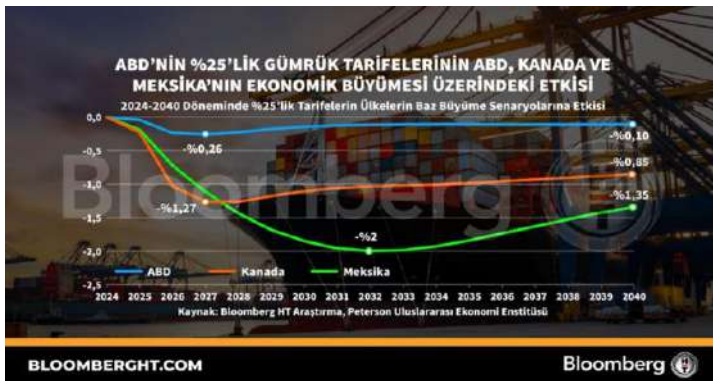 ABD'NİN %25'LİK GÜMRÜK TARİFELERİNİN ABD, KANADA VE
MEKSİKA'NIN EKONOMİK BÜYÜMESİ ÜZERİNDEKİ ETKİSİ
2024-2040 Döneminde %25'lik Tarifelerin Ülkelerin Baz Büyüme Senaryolarına Etkisi
0,0
-%0,26
-%0,10
-0,5
-%0,85
-1,0
-%1,27
-%1,35
Bloomberg
-1,5
-%2
-2,0
ABD Kanada Meksika
-2,5
2024 2025 2026 2027 2028 2029 2030 2031 2032 2033 2034 2035 2036 2037 2038 2039 2040
Kaynak: Bloomberg HT Araştırma, Peterson Uluslararası Ekonomi Enstitüsü
BLOOMBERGHT.COM
Bloomberg